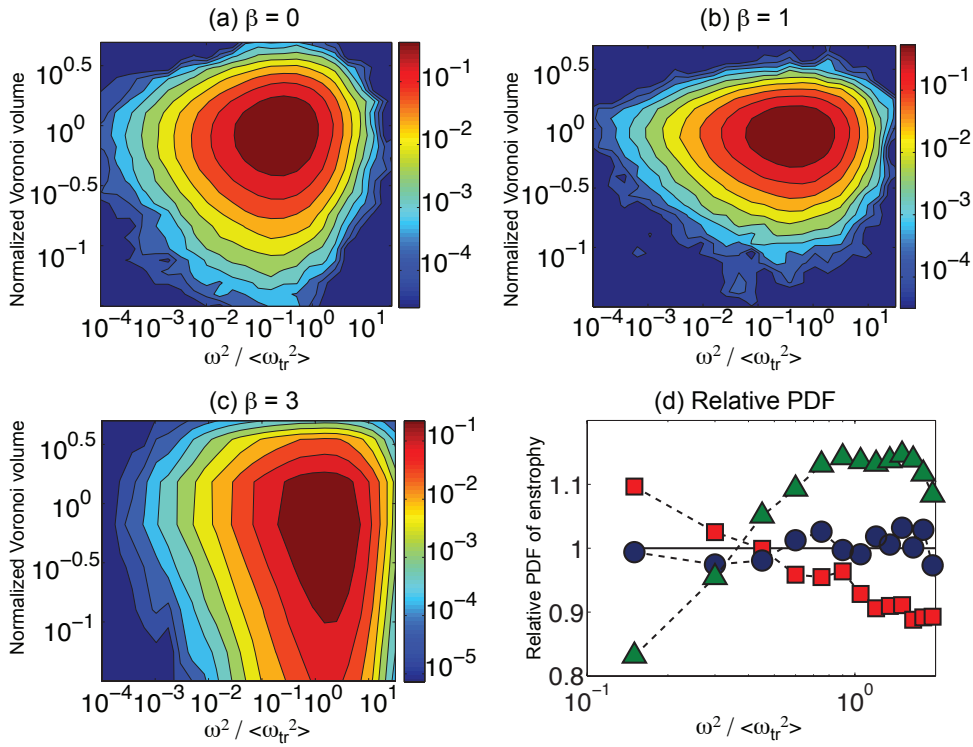 (a) β = 0
Normalized Voronoi volume
10^0.5
10^0
10^-0.5
10^-1
10^-4 10^-3 10^-2 10^-1 10^0 10^1
ω^2 / <ω_tr^2>
10^-1
10^-2
10^-3
10^-4
(b) β = 1
Normalized Voronoi volume
10^0.5
10^0
10^-0.5
10^-1
10^-4 10^-3 10^-2 10^-1 10^0 10^1
ω^2 / <ω_tr^2>
10^-1
10^-2
10^-3
10^-4
(c) β = 3
Normalized Voronoi volume
10^0.5
10^0
10^-0.5
10^-1
10^-4 10^-3 10^-2 10^-1 10^0 10^1
ω^2 / <ω_tr^2>
10^-1
10^-2
10^-3
10^-4
10^-5
(d) Relative PDF
Relative PDF of enstrophy
1.1
1
0.9
0.8
10^-1 10^0
ω^2 / <ω_tr^2>